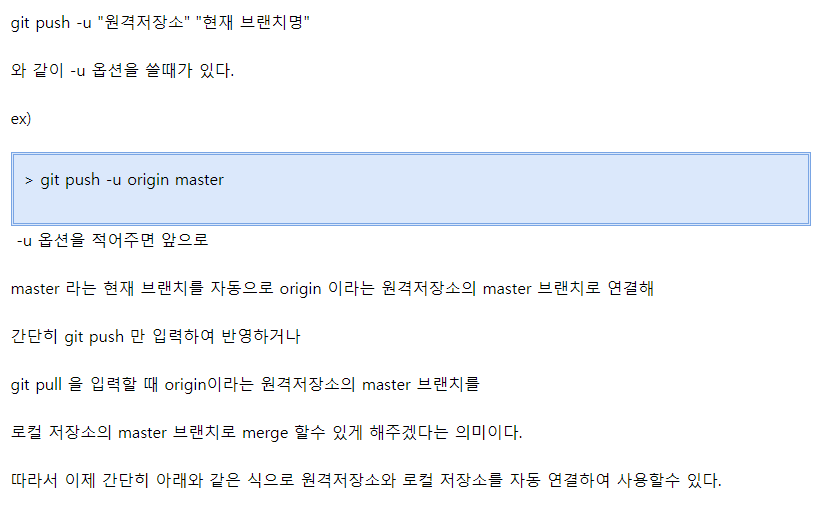 git push -u "원격저장소" "현재 브랜치명"
와 같이 -u 옵션을 쓸때가 있다.
ex)
> git push -u origin master
-u 옵션을 적어주면 앞으로
master 라는 현재 브랜치를 자동으로 origin 이라는 원격저장소의 master 브랜치로 연결해
간단히 git push 만 입력하여 반영하거나
git pull 을 입력할 때 origin이라는 원격저장소의 master 브랜치를
로컬 저장소의 master 브랜치로 merge 할수 있게 해주겠다는 의미이다.
따라서 이제 간단히 아래와 같은 식으로 원격저장소와 로컬 저장소를 자동 연결하여 사용할수 있다.